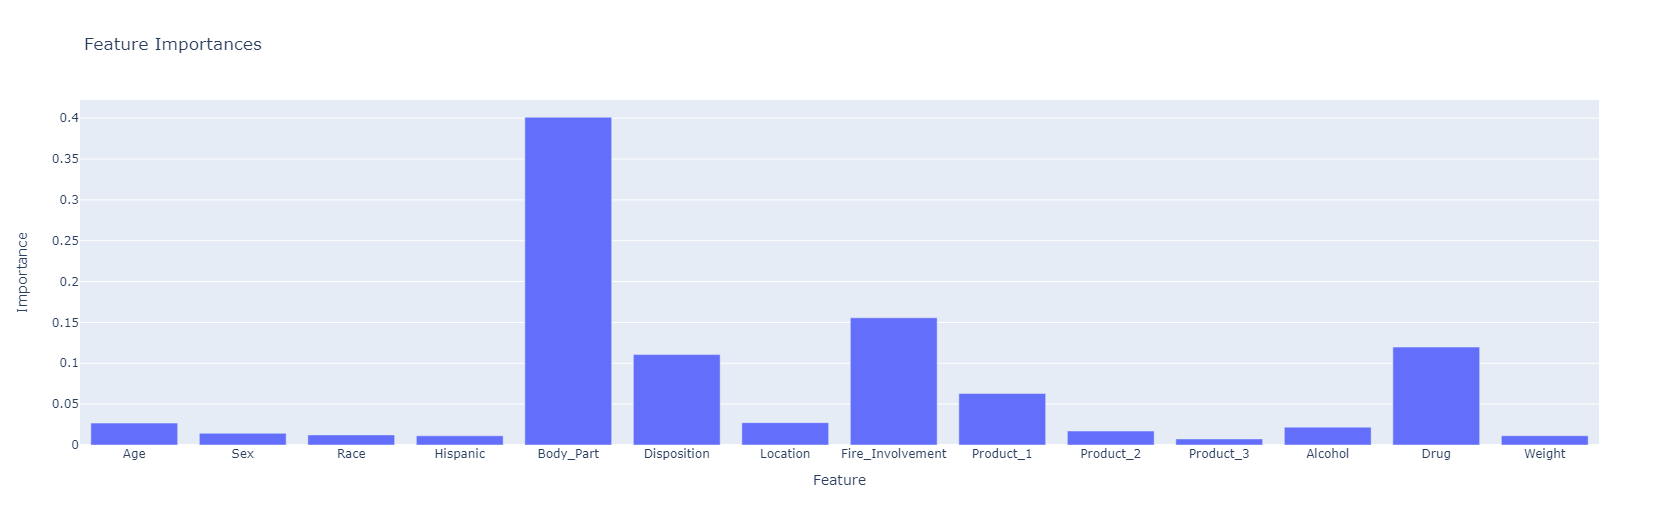 Feature Importances
0.4
0.35
0.3
0.25
0.2
0.15
0.1
0.05
0
Importance
Age Sex Race Hispanic Body_Part Disposition Location Fire_Involvement Product_1 Product_2 Product_3 Alcohol Drug Weight
Feature